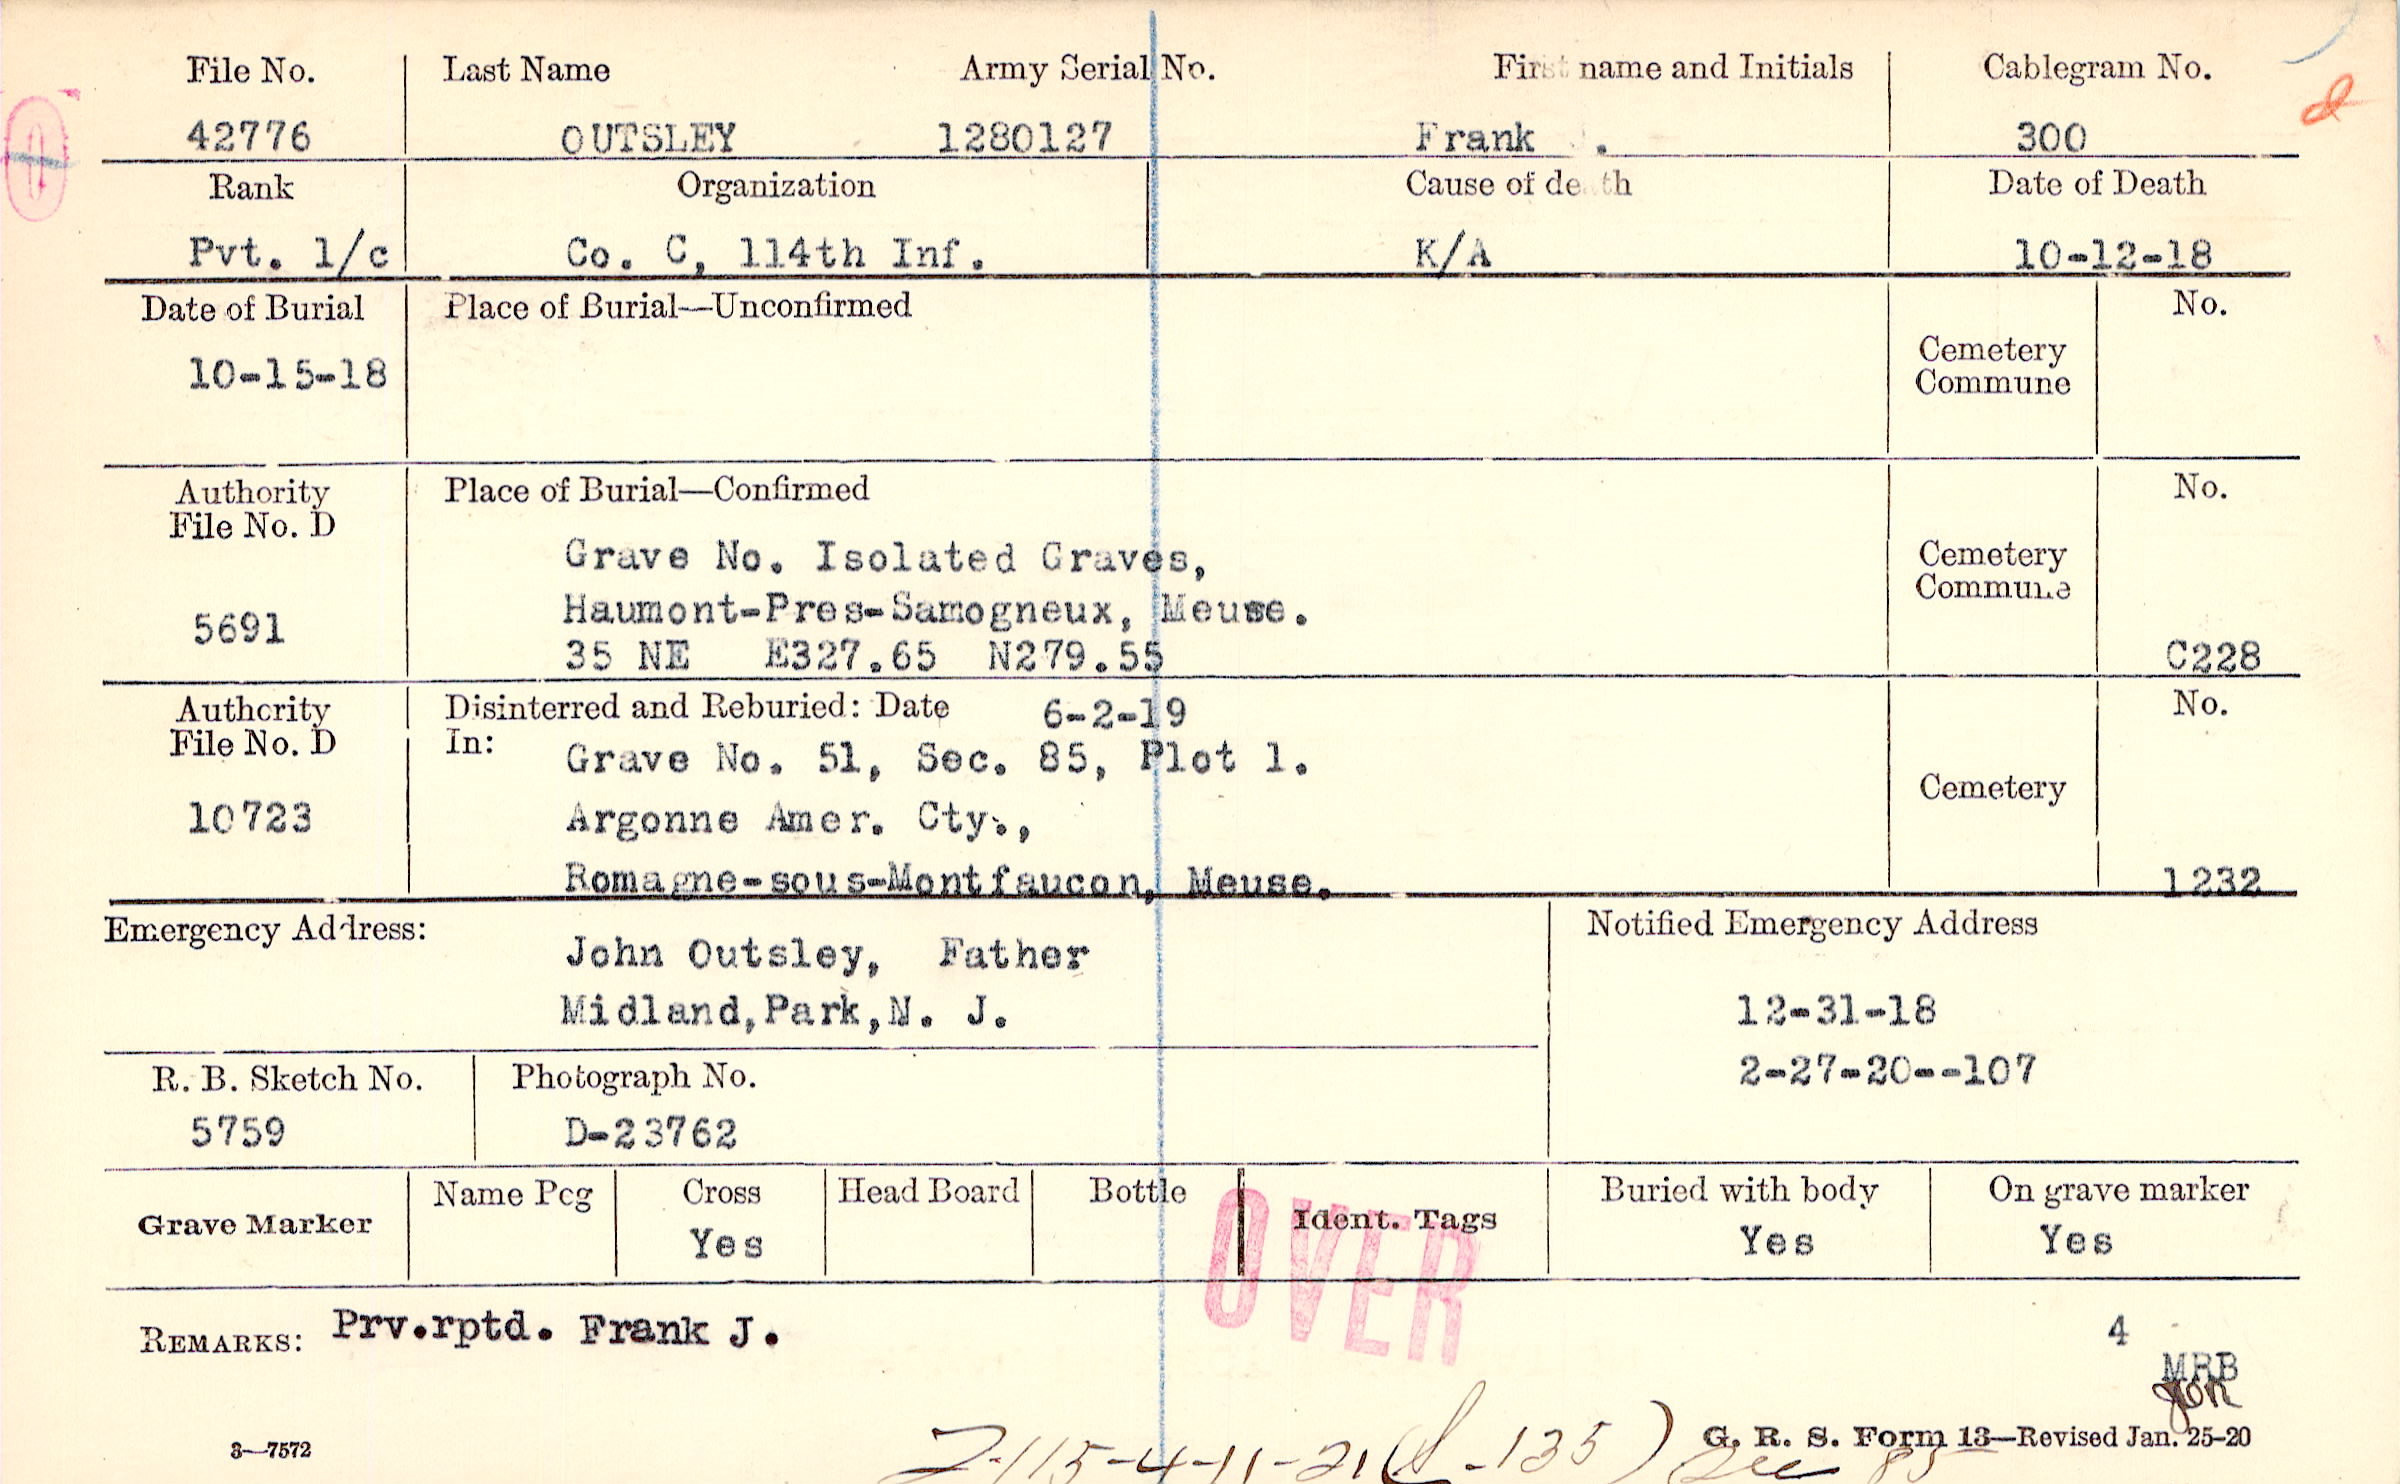 File No. Last Name Army Serial No. First name and Initials Cablegram No.
42776 OUTSLEY 1280127 Frank . 300
Rank Organization Cause of death Date of Death
Pvt. 1/c Co. C, 114th Inf. K/A 10-12-18
Date of Burial Place of Burial—Unconfirmed No.
10-15-18
Cemetery
Commune
Authority
File No. D
Place of Burial—Confirmed No.
5691
Grave No. Isolated Graves,
Haumont-Pres-Samogneux, Meuse.
35 NE E327.65 N279.55
Cemetery
Commune
C228
Authority
File No. D
Disinterred and Reburied: Date 6-2-19 No.
10723
In: Grave No. 51, Sec. 85, Plot 1.
Argonne Amer. Cty.,
Romagne-sous-Montfaucon, Meuse.
Cemetery
1232
Emergency Address:
John Outsley, Father
Midland,Park,N. J.
Notified Emergency Address
12-31-18
2-27-20--107
R. B. Sketch No. Photograph No.
5759 D-23762
Grave Marker
Name Peg Cross Head Board Bottle
Yes
Ident. Tags
Buried with body On grave marker
Yes Yes
OVER
REMARKS: Prv.rptd. Frank J.
4
MRB
3—7572
G. R. S. Form 13—Revised Jan. 25-20